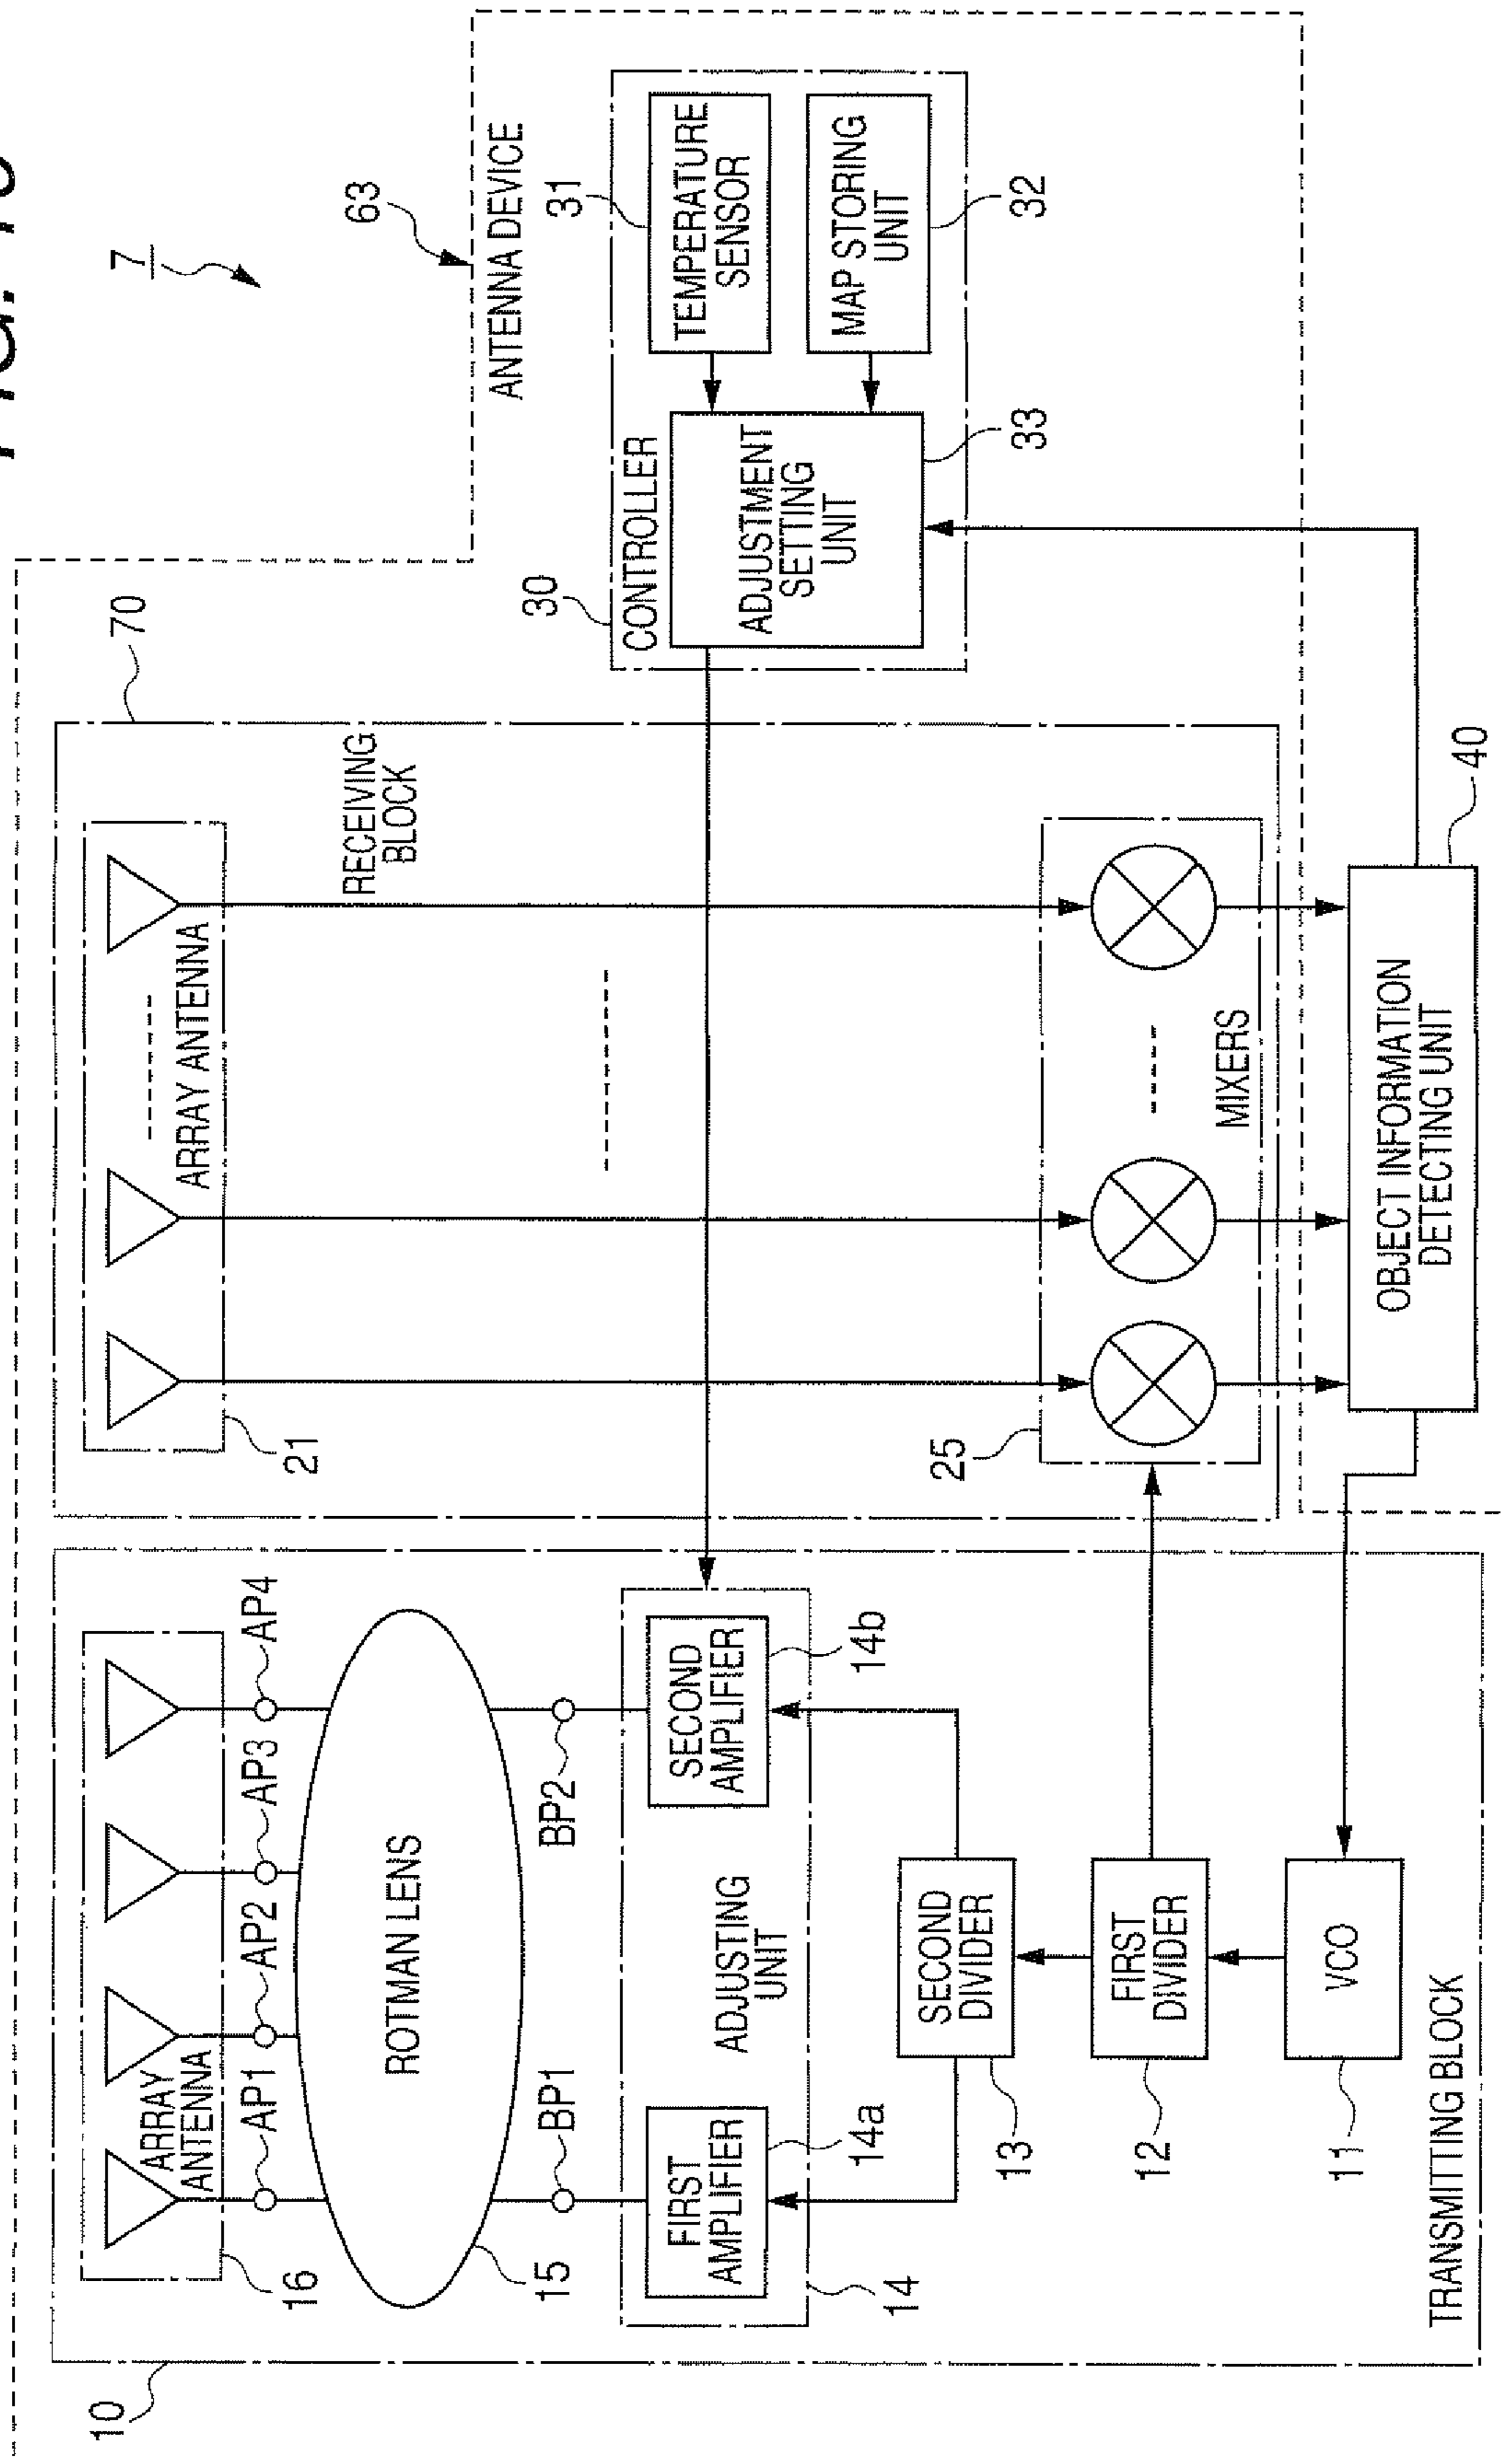 FIG.
7
10
70
63
ARRAY
ANTENNA
16
AP1
AP2
AP3
AP4
ARRAY ANTENNA
21
RECEIVING
BLOCK
ANTENNA DEVICE
ROTMAN LENS
15
BP1
BP2
30
CONTROLLER
31
TEMPERATURE
SENSOR
ADJUSTMENT
SETTING
UNIT
MAP STORING
UNIT
32
33
FIRST
AMPLIFIER
14a
ADJUSTING
UNIT
SECOND
AMPLIFIER
14b
14
SECOND
DIVIDER
13
25
FIRST
DIVIDER
12
MIXERS
VCO
11
OBJECT INFORMATION
DETECTING UNIT
40
TRANSMITTING BLOCK